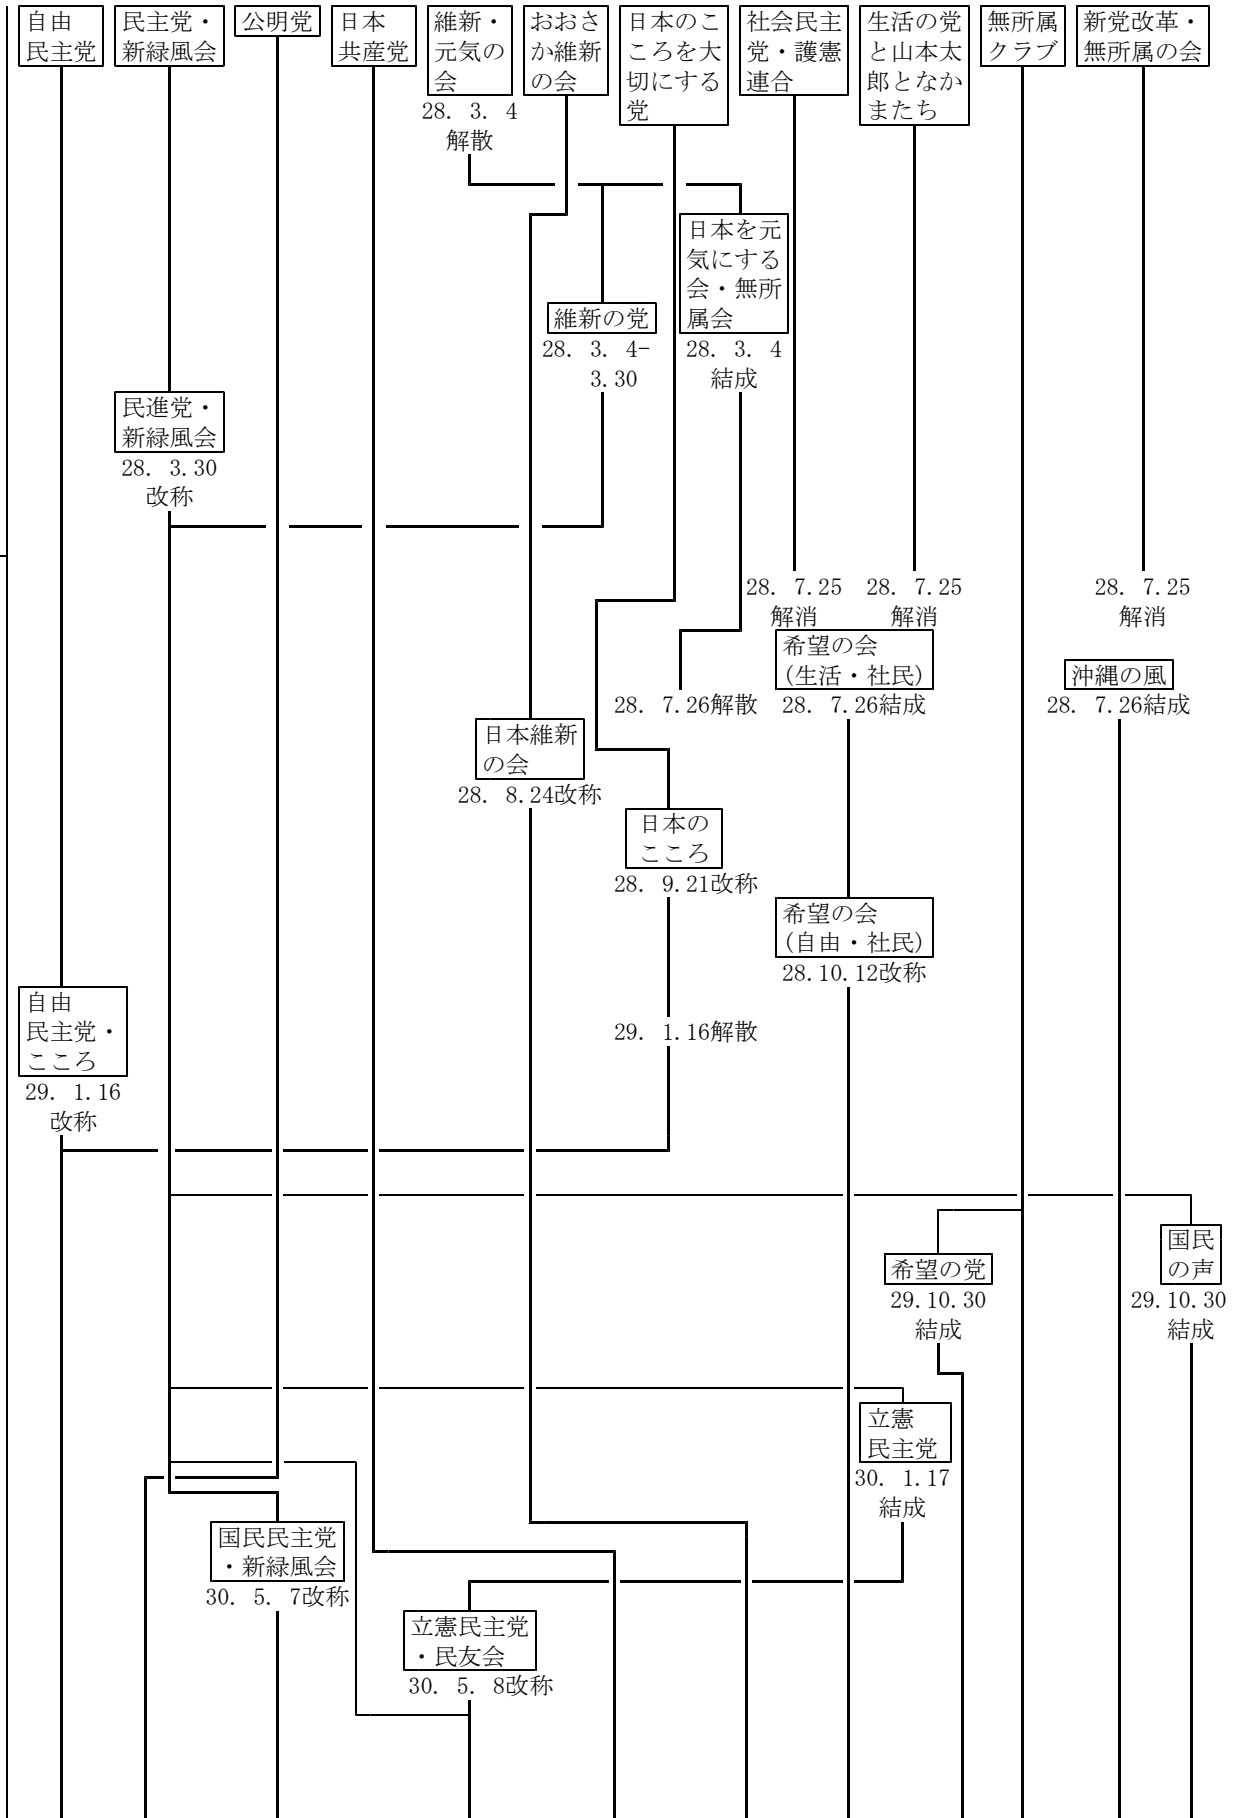 自由
民主党
民主党・
新緑風会
公明党
日本
共産党
維新・
元気の
会
28. 3. 4
解散
おおさ
か維新
の会
日本のこ
ころを大
切にする
党
社会民主
党・護憲
連合
生活の党
と山本太
郎となか
またち
無所属
クラブ
新党改革・
無所属の会
日本を元
気にする
会・無所
属会
28. 3. 4
結成
維新の党
28. 3. 4-
3.30
民進党・
新緑風会
28. 3.30
改称
28. 7.25
解消
28. 7.25
解消
28. 7.25
解消
希望の会
(生活・社民)
28. 7.26結成
沖縄の風
28. 7.26結成
28. 7.26解散
日本維新
の会
28. 8.24改称
日本の
こころ
28. 9.21改称
希望の会
(自由・社民)
28.10.12改称
自由
民主党・
こころ
29. 1.16
改称
29. 1.16解散
国民
の声
29.10.30
結成
希望の党
29.10.30
結成
立憲
民主党
30. 1.17
結成
国民民主党
・新緑風会
30. 5. 7改称
立憲民主党
・民友会
30. 5. 8改称